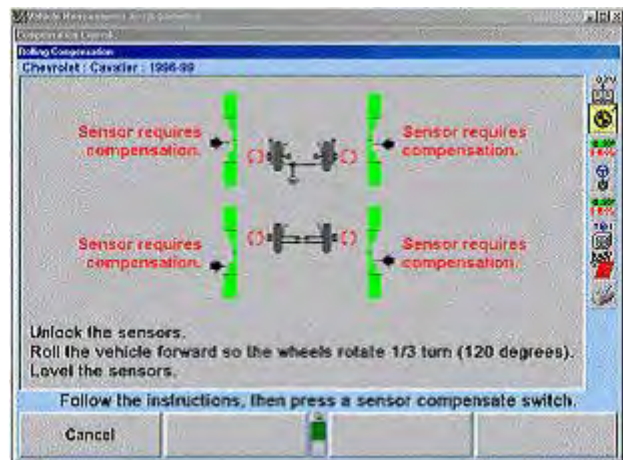 Compensation Control
Rolling Compensation
Chevrolet : Cavalier : 1996-99
Sensor requires
compensation.
Sensor requires
compensation.
Sensor requires
compensation.
Sensor requires
compensation.
Unlock the sensors.
Roll the vehicle forward so the wheels rotate 1/3 turn (120 degrees).
Level the sensors.
Follow the instructions, then press a sensor compensate switch.
Cancel